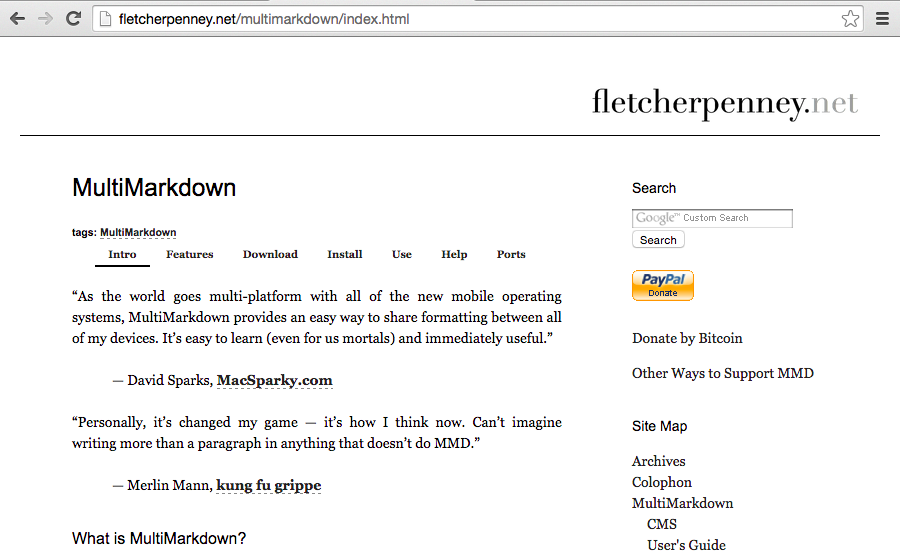 fletcherpenney.net/multimarkdown/index.html
fletcherpenney.net
MultiMarkdown
tags: MultiMarkdown
Intro Features Download Install Use Help Ports
“As the world goes multi-platform with all of the new mobile operating
systems, MultiMarkdown provides an easy way to share formatting between all
of my devices. It’s easy to learn (even for us mortals) and immediately useful.”
— David Sparks, MacSparky.com
“Personally, it’s changed my game — it’s how I think now. Can’t imagine
writing more than a paragraph in anything that doesn’t do MMD.”
— Merlin Mann, kung fu grippe
What is MultiMarkdown?
Search
Google™ Custom Search
Search
PayPal
Donate
Donate by Bitcoin
Other Ways to Support MMD
Site Map
Archives
Colophon
MultiMarkdown
CMS
User's Guide